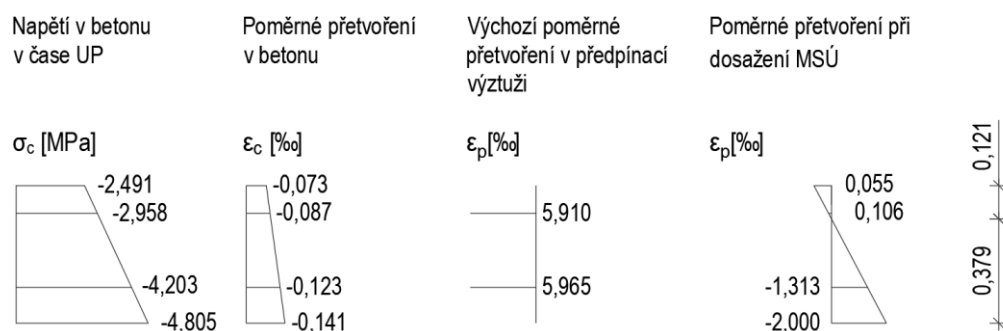 Napětí v betonu
v čase UP
Poměrné přetvoření
v betonu
Výchozí poměrné
přetvoření v předpínací
výztuži
Poměrné přetvoření při
dosažení MSÚ
σc [MPa]
εc [‰]
εp[‰]
εp[‰]
-2,491
-2,958
-4,203
-4,805
-0,073
-0,087
-0,123
-0,141
5,910
5,965
0,055
0,106
-1,313
-2,000
0,121
0,379